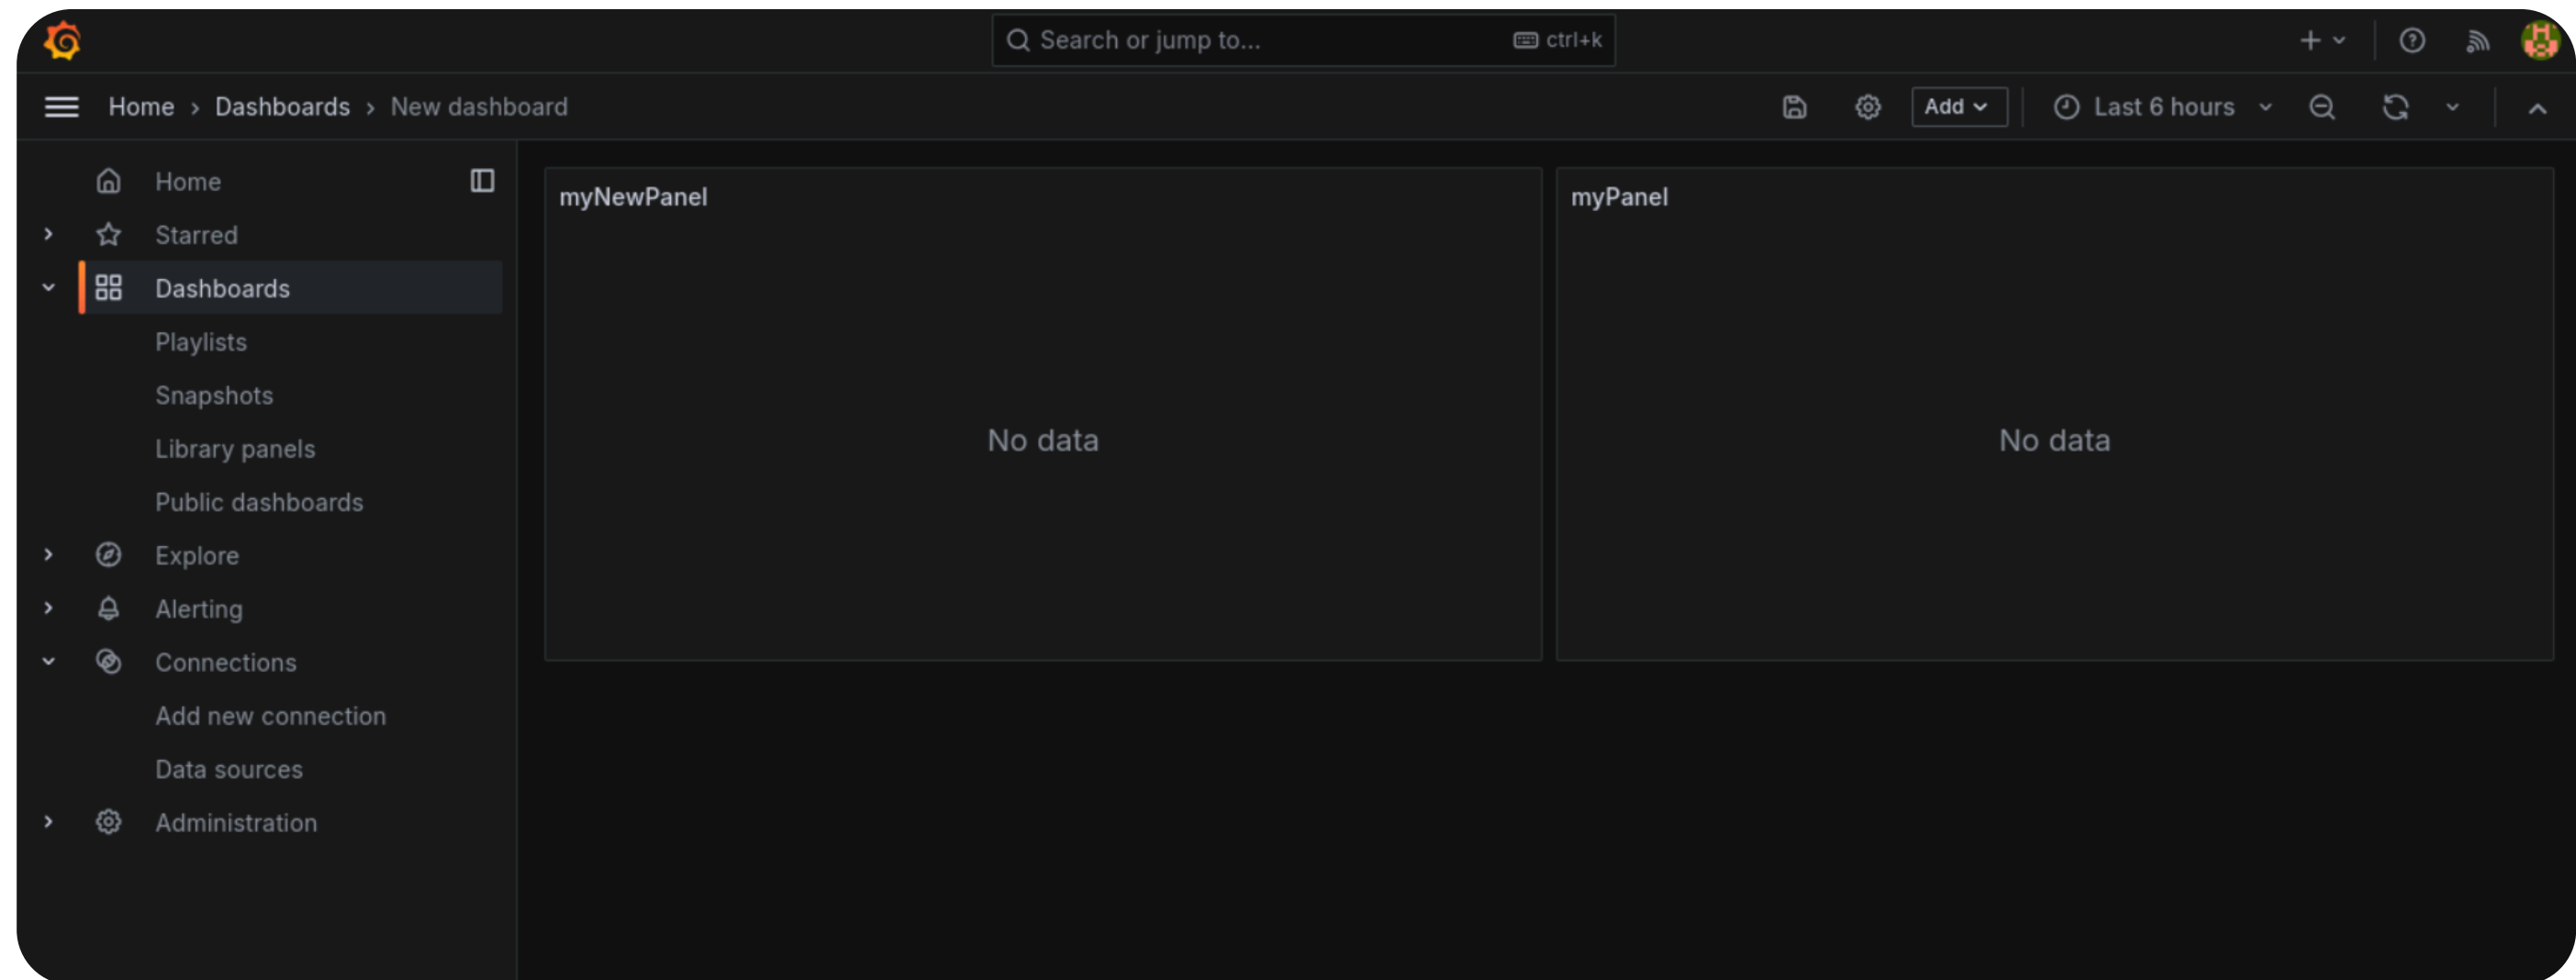 Search or jump to... ctrl+k
Home > Dashboards > New dashboard
Add
Last 6 hours
Home
Starred
Dashboards
Playlists
Snapshots
Library panels
Public dashboards
Explore
Alerting
Connections
Add new connection
Data sources
Administration
myNewPanel
No data
myPanel
No data